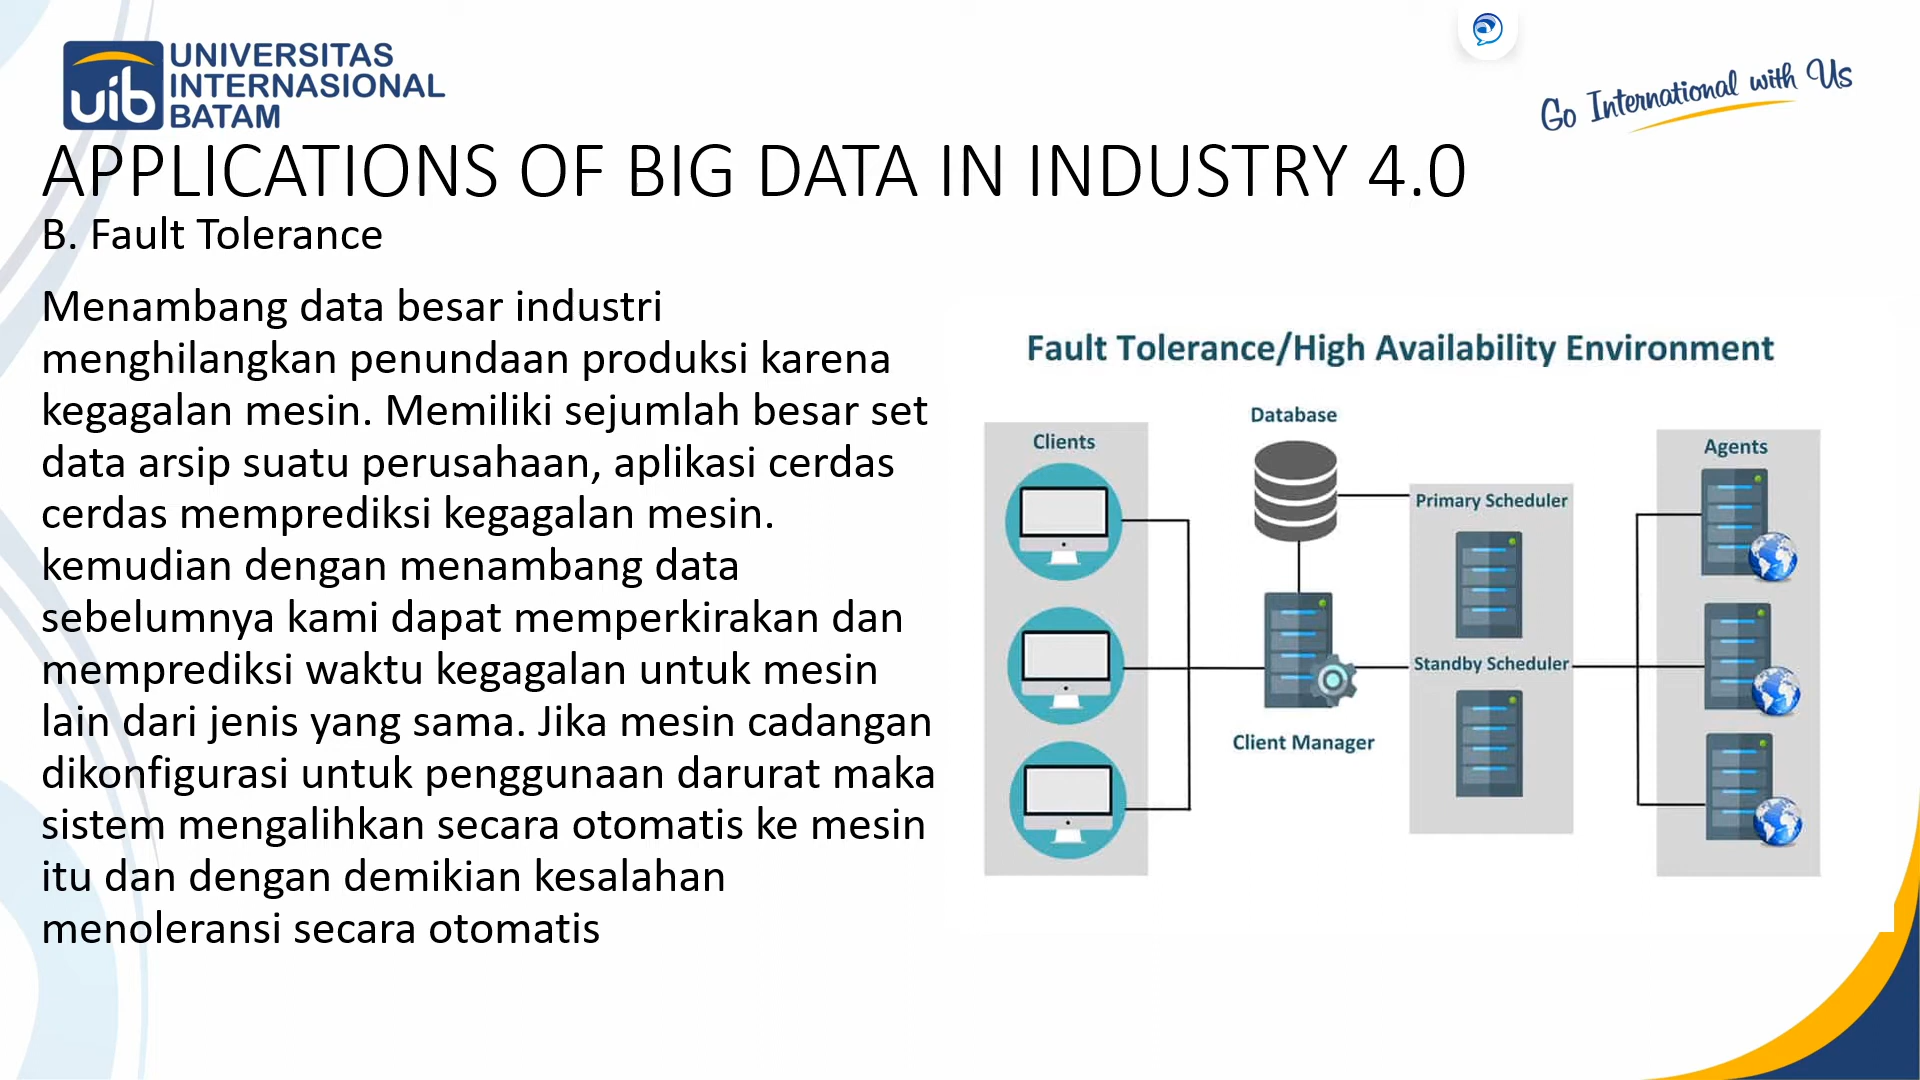 UNIVERSITAS
INTERNASIONAL
BATAM
uib
Go International with Us
APPLICATIONS OF BIG DATA IN INDUSTRY 4.0
B. Fault Tolerance
Menambang data besar industri
menghilangkan penundaan produksi karena
kegagalan mesin. Memiliki sejumlah besar set
data arsip suatu perusahaan, aplikasi cerdas
cerdas memprediksi kegagalan mesin.
kemudian dengan menambang data
sebelumnya kami dapat memperkirakan dan
memprediksi waktu kegagalan untuk mesin
lain dari jenis yang sama. Jika mesin cadangan
dikonfigurasi untuk penggunaan darurat maka
sistem mengalihkan secara otomatis ke mesin
itu dan dengan demikian kesalahan
menoleransi secara otomatis
Fault Tolerance/High Availability Environment
Clients
Database
Client Manager
Primary Scheduler
Standby Scheduler
Agents